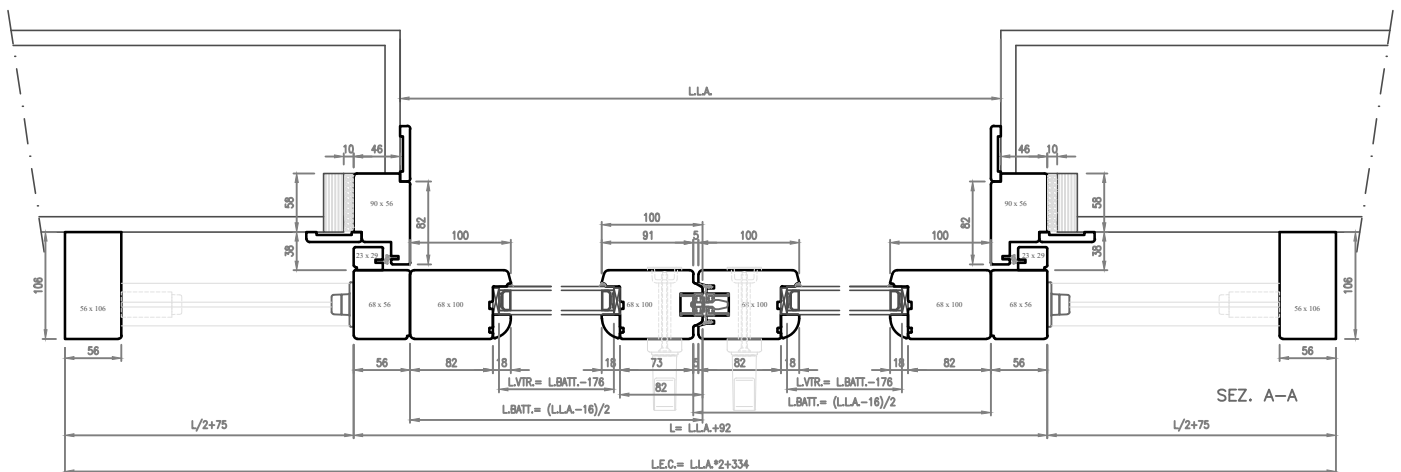 L.L.A.
10 46
46 10
58
90 x 56
82
82
90 x 56
58
100
100 91 5 100
100
38
23 x 29
23 x 29
38
106
56 x 106
68 x 56
68 x 100
68 x 100
68 x 100
68 x 100
68 x 56
56 x 106
106
56
56 82 18
18 73 5 82 18
18 82 56
56
L.VTR.= L.BATT.-176
82
L.VTR.= L.BATT.-176
L.BATT.= (L.L.A.-16)/2
L.BATT.= (L.L.A.-16)/2
SEZ. A-A
L/2+75
L= L.L.A.+92
L/2+75
L.E.C.= L.L.A.*2+334